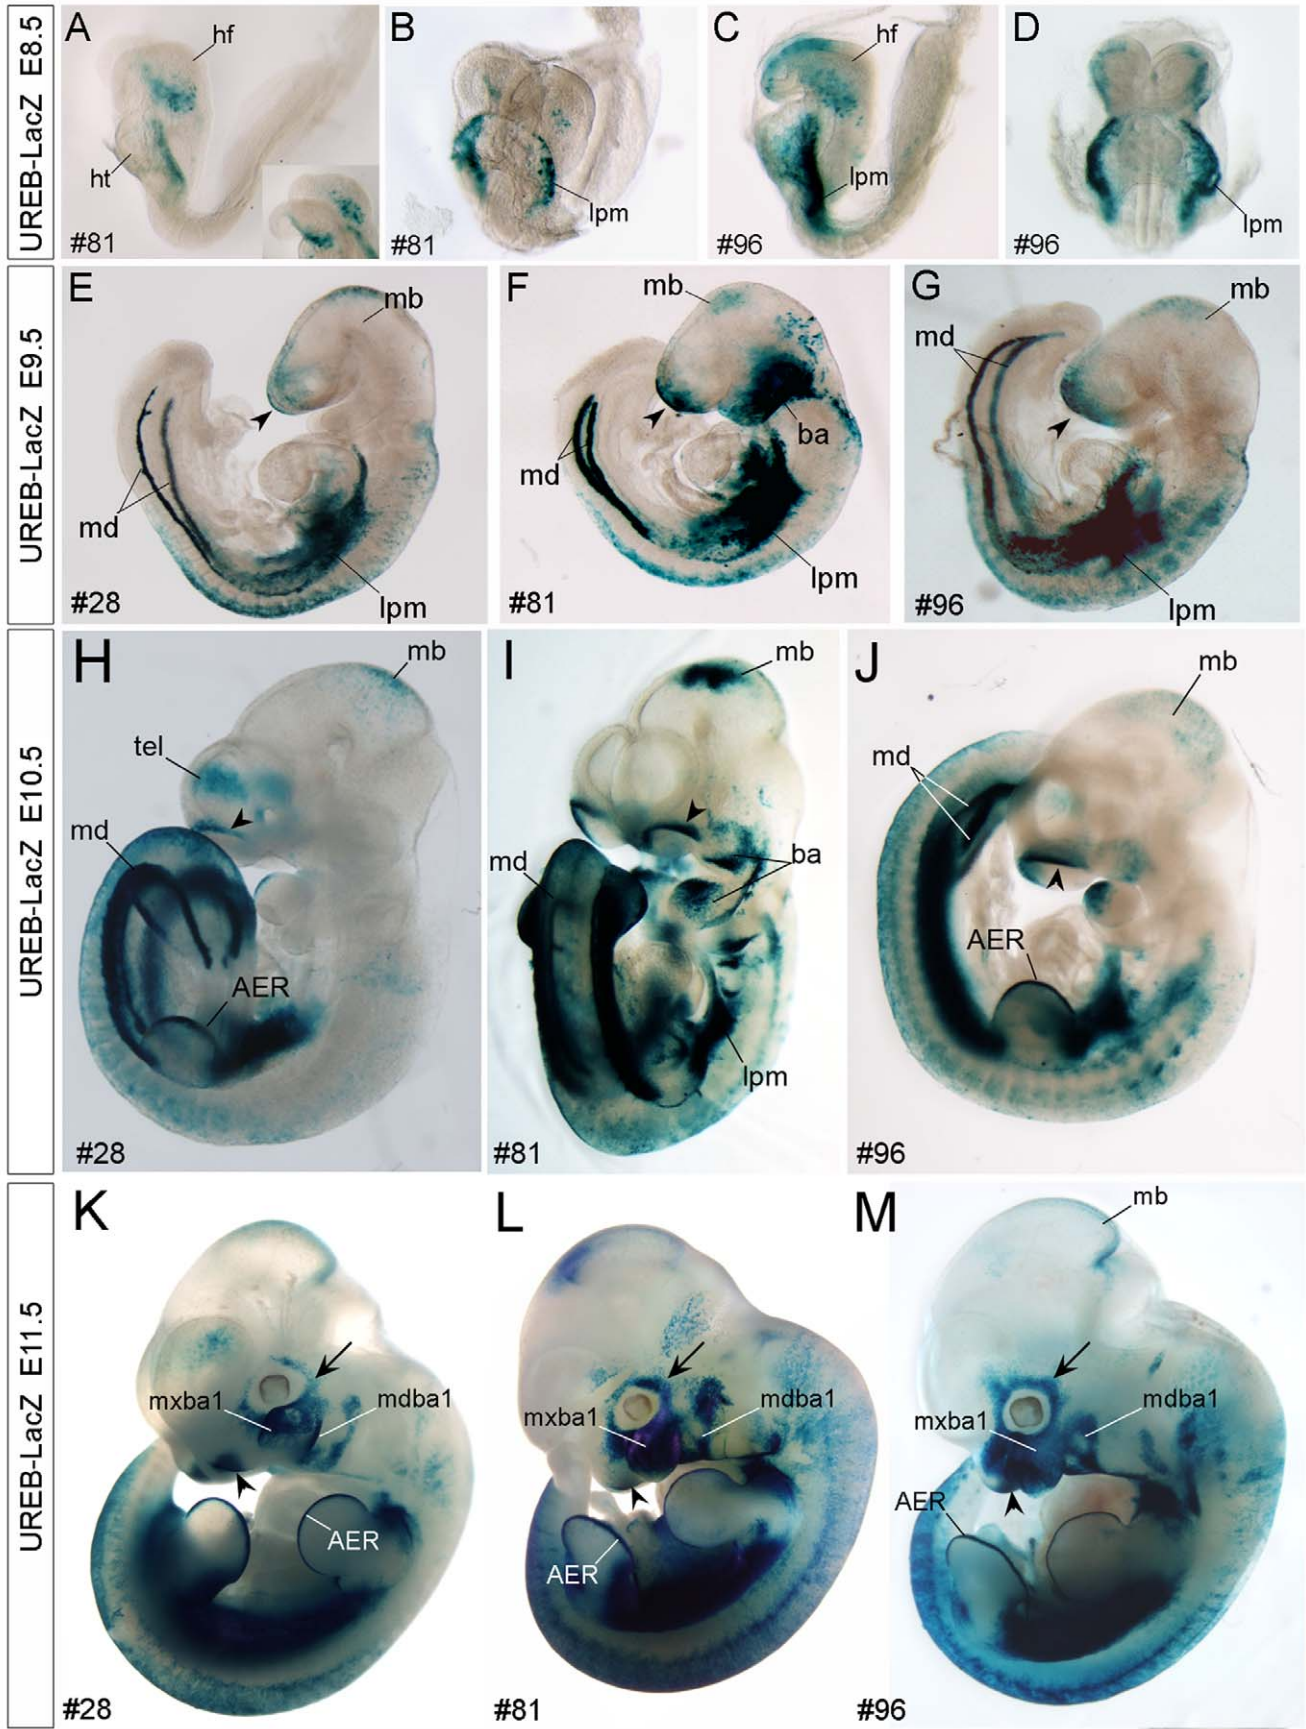 UREB-LacZ E8.5
A
hf
ht
#81
B
lpm
#81
C
hf
lpm
#96
D
lpm
#96
UREB-LacZ E9.5
E
mb
md
lpm
#28
F
mb
md
ba
lpm
#81
G
mb
md
lpm
#96
UREB-LacZ E10.5
H
mb
tel
md
AER
#28
I
mb
md
ba
lpm
#81
J
mb
md
AER
#96
UREB-LacZ E11.5
K
mxba1
mdba1
AER
#28
L
mxba1
mdba1
AER
#81
M
mb
mxba1
mdba1
AER
#96